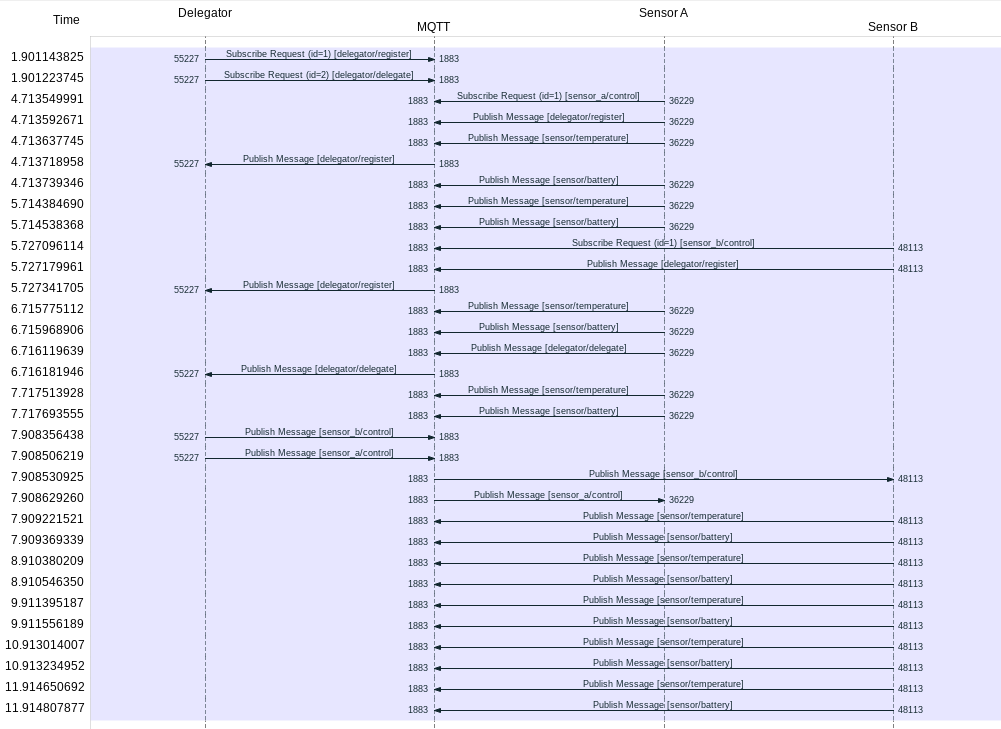 Time Delegator MQTT Sensor A Sensor B
1.901143825 55227 Subscribe Request (id=1) [delegator/register] 1883
1.901223745 55227 Subscribe Request (id=2) [delegator/delegate] 1883
4.713549991 1883 Subscribe Request (id=1) [sensor_a/control] 36229
4.713592671 1883 Publish Message [delegator/register] 36229
4.713637745 1883 Publish Message [sensor/temperature] 36229
4.713718958 55227 Publish Message [delegator/register] 1883
4.713739346 1883 Publish Message [sensor/battery] 36229
5.714384690 1883 Publish Message [sensor/temperature] 36229
5.714538368 1883 Publish Message [sensor/battery] 36229
5.727096114 1883 Subscribe Request (id=1) [sensor_b/control] 48113
5.727179961 1883 Publish Message [delegator/register] 48113
5.727341705 55227 Publish Message [delegator/register] 1883
6.715775112 1883 Publish Message [sensor/temperature] 36229
6.715968906 1883 Publish Message [sensor/battery] 36229
6.716119639 1883 Publish Message [delegator/delegate] 36229
6.716181946 55227 Publish Message [delegator/delegate] 1883
7.717513928 1883 Publish Message [sensor/temperature] 36229
7.717693555 1883 Publish Message [sensor/battery] 36229
7.908356438 55227 Publish Message [sensor_b/control] 1883
7.908506219 55227 Publish Message [sensor_a/control] 1883
7.908530925 1883 Publish Message [sensor_b/control] 48113
7.908629260 1883 Publish Message [sensor_a/control] 36229
7.909221521 1883 Publish Message [sensor/temperature] 48113
7.909369339 1883 Publish Message [sensor/battery] 48113
8.910380209 1883 Publish Message [sensor/temperature] 48113
8.910546350 1883 Publish Message [sensor/battery] 48113
9.911395187 1883 Publish Message [sensor/temperature] 48113
9.911556189 1883 Publish Message [sensor/battery] 48113
10.913014007 1883 Publish Message [sensor/temperature] 48113
10.913234952 1883 Publish Message [sensor/battery] 48113
11.914650692 1883 Publish Message [sensor/temperature] 48113
11.914807877 1883 Publish Message [sensor/battery] 48113